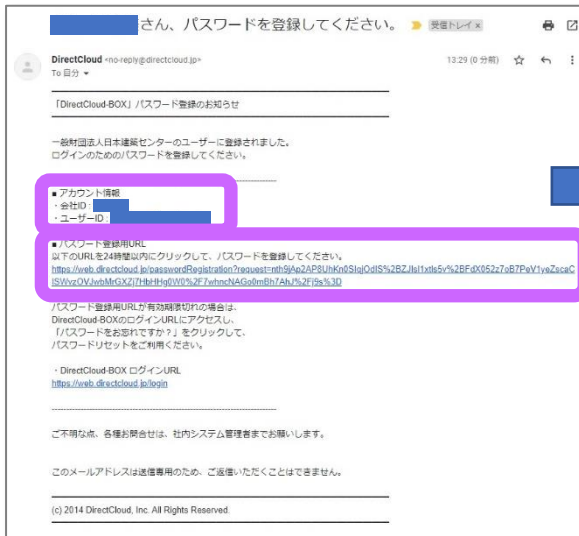 さん、パスワードを登録してください。 受信トレイ x
DirectCloud <no-reply@directcloud.jp>
13:29 (0 分前)
To 自分
「DirectCloud-BOX」パスワード登録のお知らせ
一般財団法人日本建築センターのユーザーに登録されました。
ログインのためのパスワードを登録してください。
■ アカウント情報
・会社ID :
・ユーザーID :
■ パスワード登録用URL
以下のURLを24時間以内にクリックして、パスワードを登録してください。
https://web.directcloud.jp/passwordRegistration?request=
パスワード登録用URLが有効期限切れの場合は、
DirectCloud-BOXのログインURLにアクセスし、
「パスワードをお忘れですか？」をクリックして、
パスワードリセットをご利用ください。
・DirectCloud-BOX ログインURL
https://web.directcloud.jp/login
ご不明な点、各種お問合せは、社内システム管理者までお願いします。
このメールアドレスは送信専用のため、ご返信いただくことはできません。
(c) 2014 DirectCloud, Inc. All Rights Reserved.